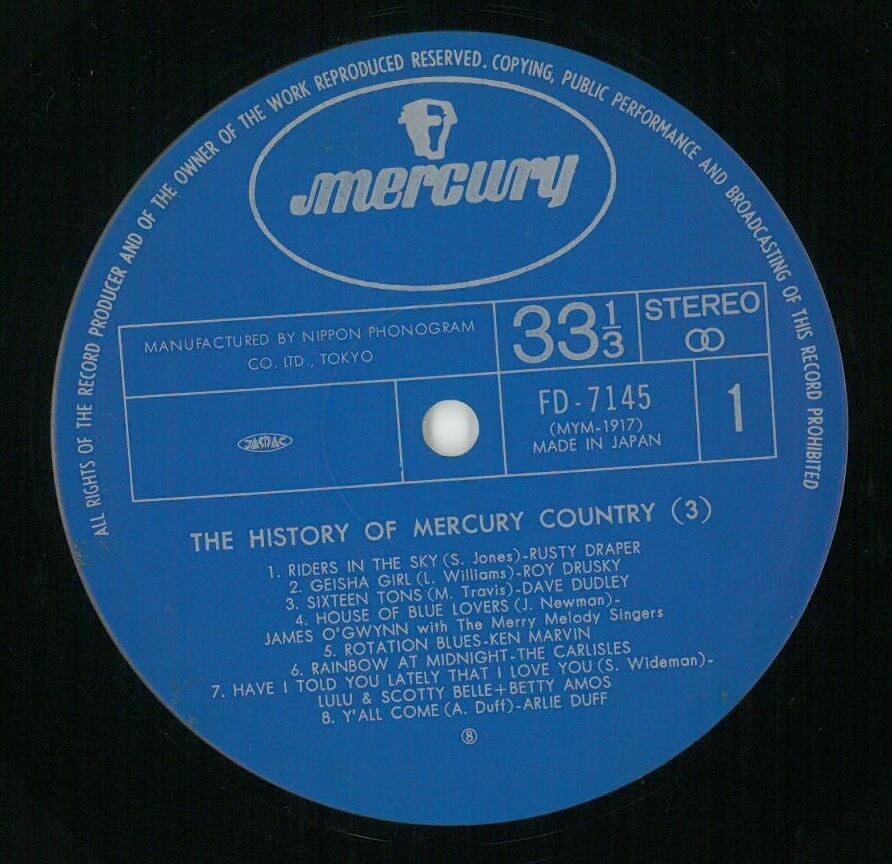 ALL RIGHTS OF THE RECORD PRODUCER AND OF THE OWNER OF THE WORK REPRODUCED RESERVED. COPYING, PUBLIC PERFORMANCE AND BROADCASTING OF THIS RECORD PROHIBITED
mercury
MANUFACTURED BY NIPPON PHONOGRAM
CO. LTD., TOKYO
33 1/3
STEREO
JASRAC
FD-7145
(MYM-1917)
MADE IN JAPAN
1
THE HISTORY OF MERCURY COUNTRY (3)
1. RIDERS IN THE SKY (S. Jones)-RUSTY DRAPER
2. GEISHA GIRL (L. Williams)-ROY DRUSKY
3. SIXTEEN TONS (M. Travis)-DAVE DUDLEY
4. HOUSE OF BLUE LOVERS (J. Newman)-
JAMES O'GWYNN with The Merry Melody Singers
5. ROTATION BLUES-KEN MARVIN
6. RAINBOW AT MIDNIGHT-THE CARLISLES
7. HAVE I TOLD YOU LATELY THAT I LOVE YOU (S. Wideman)-
LULU & SCOTTY BELLE+BETTY AMOS
8. Y'ALL COME (A. Duff)-ARLIE DUFF
⑧